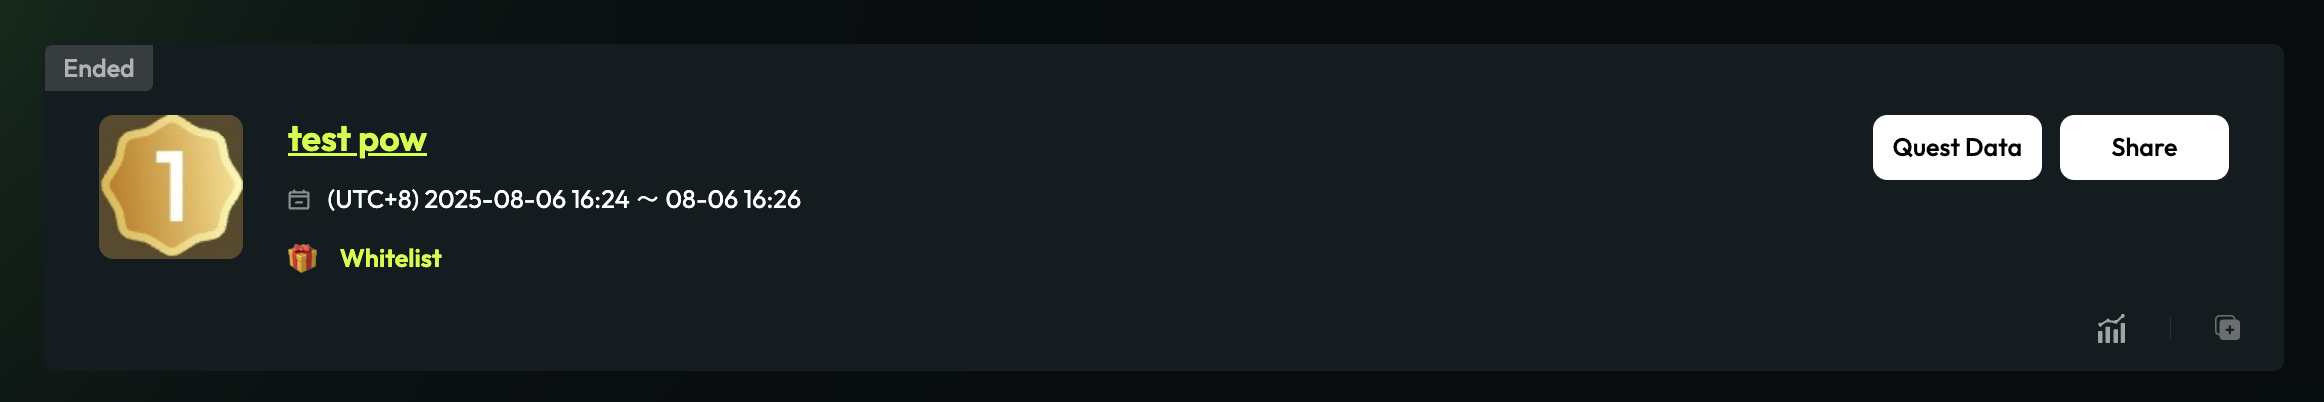 Ended
1
test pow
Quest Data
Share
(UTC+8) 2025-08-06 16:24 ～ 08-06 16:26
Whitelist